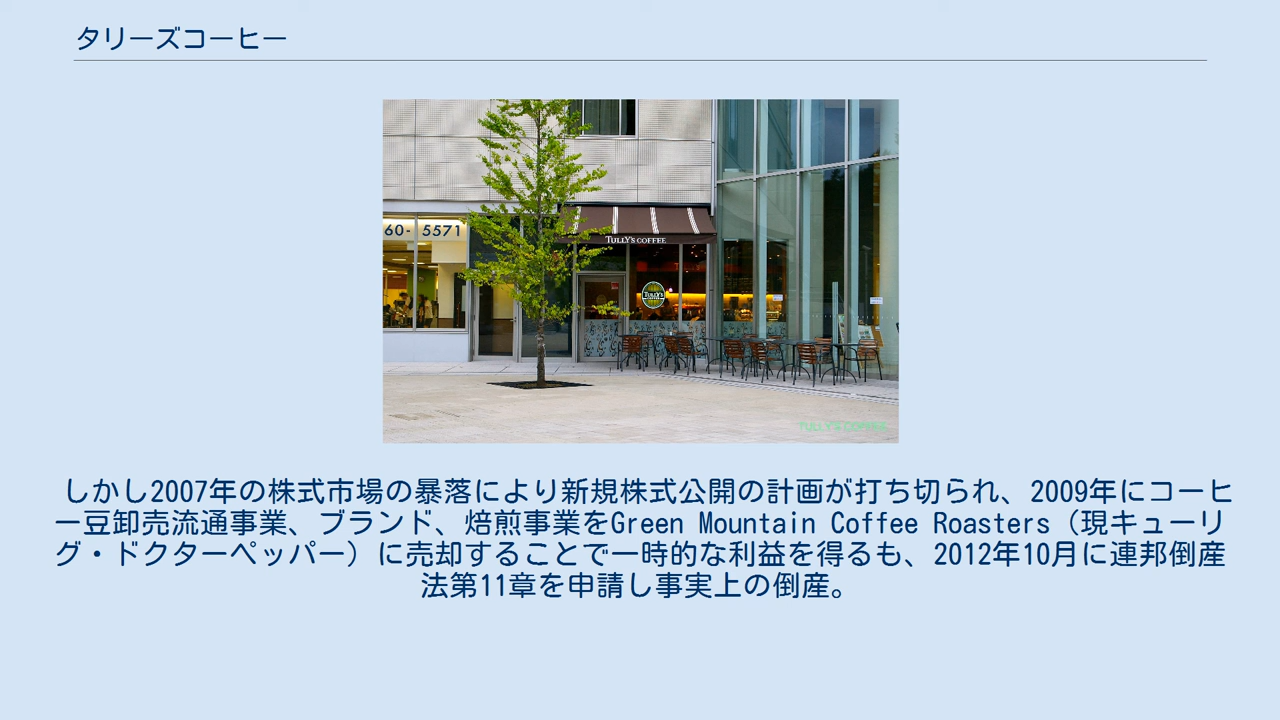 タリーズコーヒー
60-5571
TULLY'S COFFEE
TULLY'S
TULLY'S COFFEE
しかし2007年の株式市場の暴落により新規株式公開の計画が打ち切られ、2009年にコーヒ
ー豆卸売流通事業、ブランド、焙煎事業をGreen Mountain Coffee Roasters（現キューリ
グ・ドクターペッパー）に売却することで一時的な利益を得るも、2012年10月に連邦倒産
法第11章を申請し事実上の倒産。